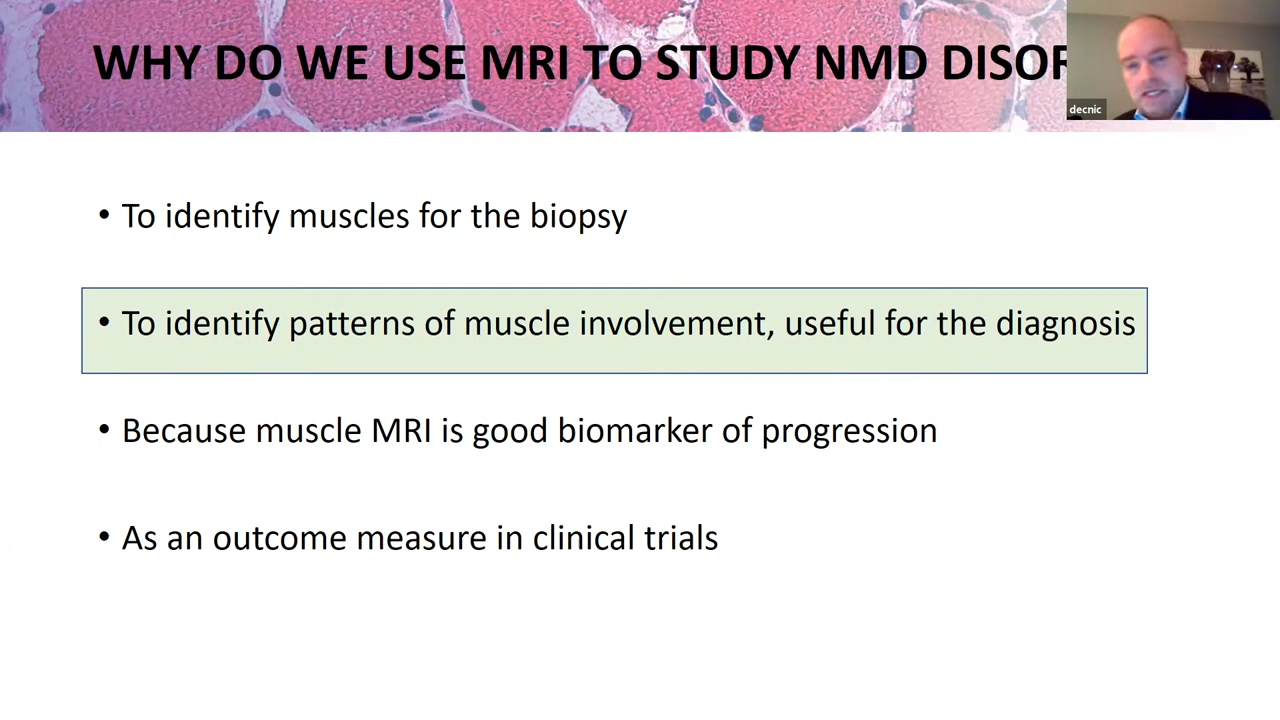 WHY DO WE USE MRI TO STUDY NMD DISOR
decnic
• To identify muscles for the biopsy
• To identify patterns of muscle involvement, useful for the diagnosis
• Because muscle MRI is good biomarker of progression
• As an outcome measure in clinical trials